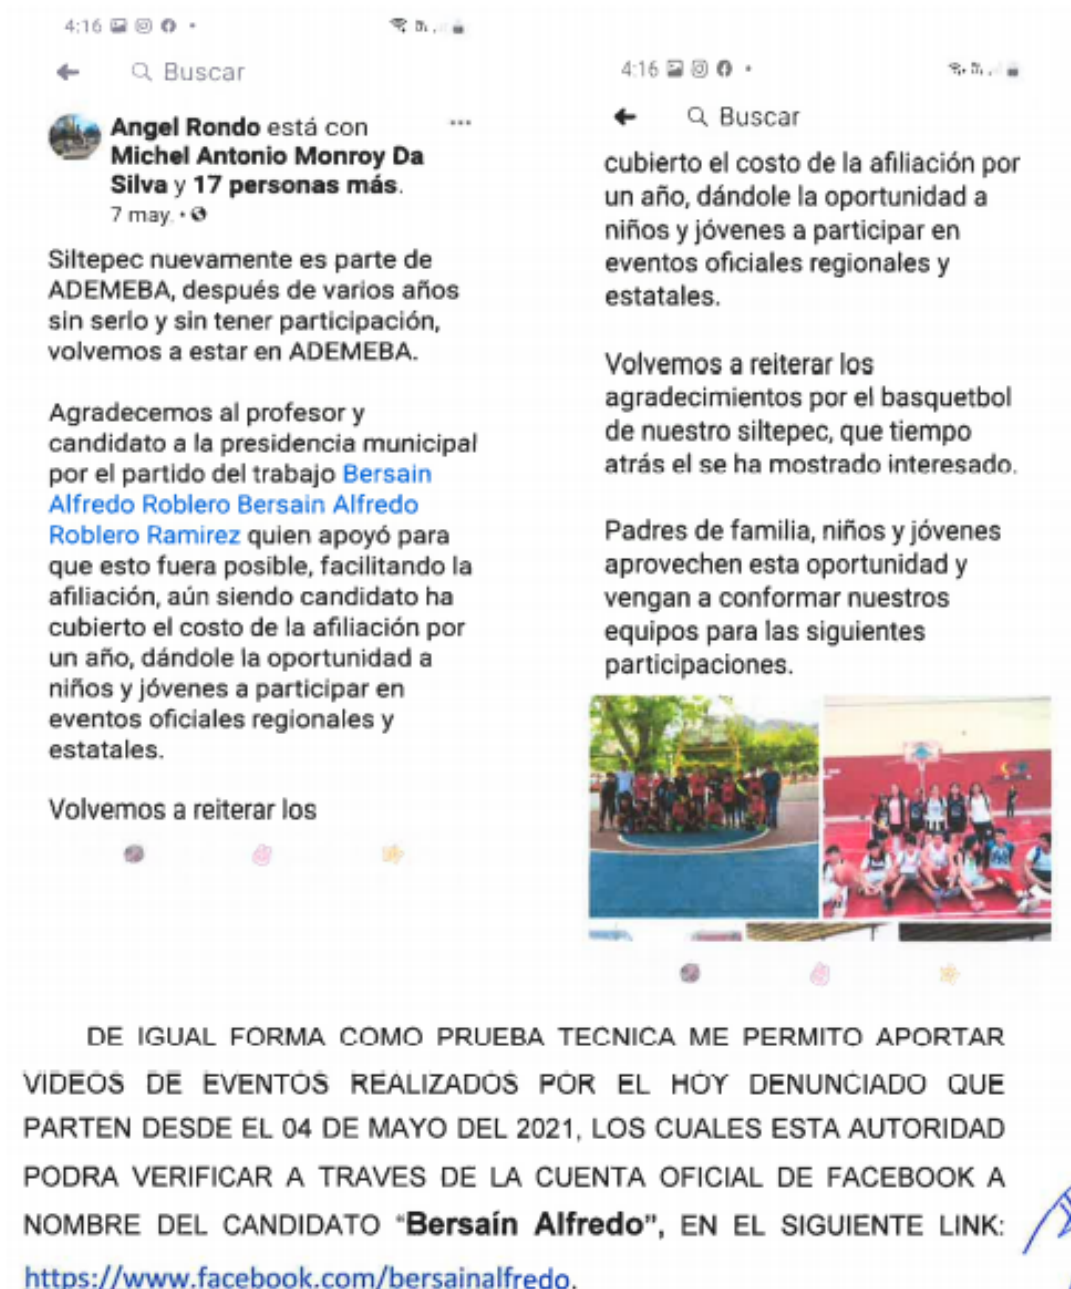 4:16
Buscar
Angel Rondo está con
Michel Antonio Monroy Da
Silva y 17 personas más.
7 may.
Siltepec nuevamente es parte de
ADEMEBA, después de varios años
sin serlo y sin tener participación,
volvemos a estar en ADEMEBA.
Agradecemos al profesor y
candidato a la presidencia municipal
por el partido del trabajo Bersain
Alfredo Roblero Bersain Alfredo
Roblero Ramirez quien apoyó para
que esto fuera posible, facilitando la
afiliación, aún siendo candidato ha
cubierto el costo de la afiliación por
un año, dándole la oportunidad a
niños y jóvenes a participar en
eventos oficiales regionales y
estatales.
Volvemos a reiterar los
4:16
Buscar
cubierto el costo de la afiliación por
un año, dándole la oportunidad a
niños y jóvenes a participar en
eventos oficiales regionales y
estatales.
Volvemos a reiterar los
agradecimientos por el basquetbol
de nuestro siltepec, que tiempo
atrás el se ha mostrado interesado.
Padres de familia, niños y jóvenes
aprovechen esta oportunidad y
vengan a conformar nuestros
equipos para las siguientes
participaciones.
DE IGUAL FORMA COMO PRUEBA TECNICA ME PERMITO APORTAR
VIDEOS DE EVENTOS REALIZADOS POR EL HOY DENUNCIADO QUE
PARTEN DESDE EL 04 DE MAYO DEL 2021, LOS CUALES ESTA AUTORIDAD
PODRA VERIFICAR A TRAVES DE LA CUENTA OFICIAL DE FACEBOOK A
NOMBRE DEL CANDIDATO “Bersaín Alfredo”, EN EL SIGUIENTE LINK:
https://www.facebook.com/bersainalfredo.